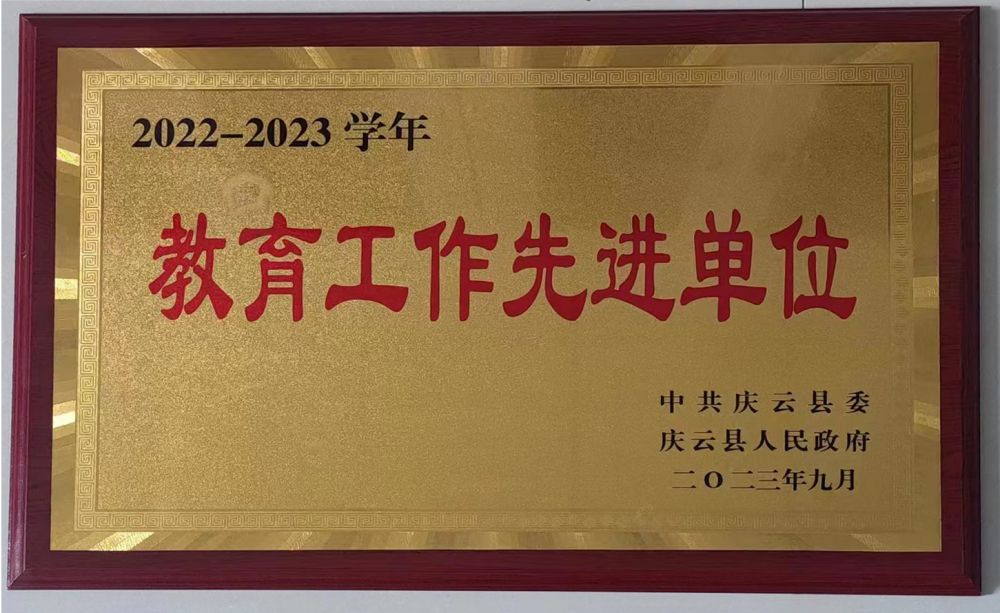 2022-2023 学年
教育工作先进单位
中共庆云县委
庆云县人民政府
二O二三年九月